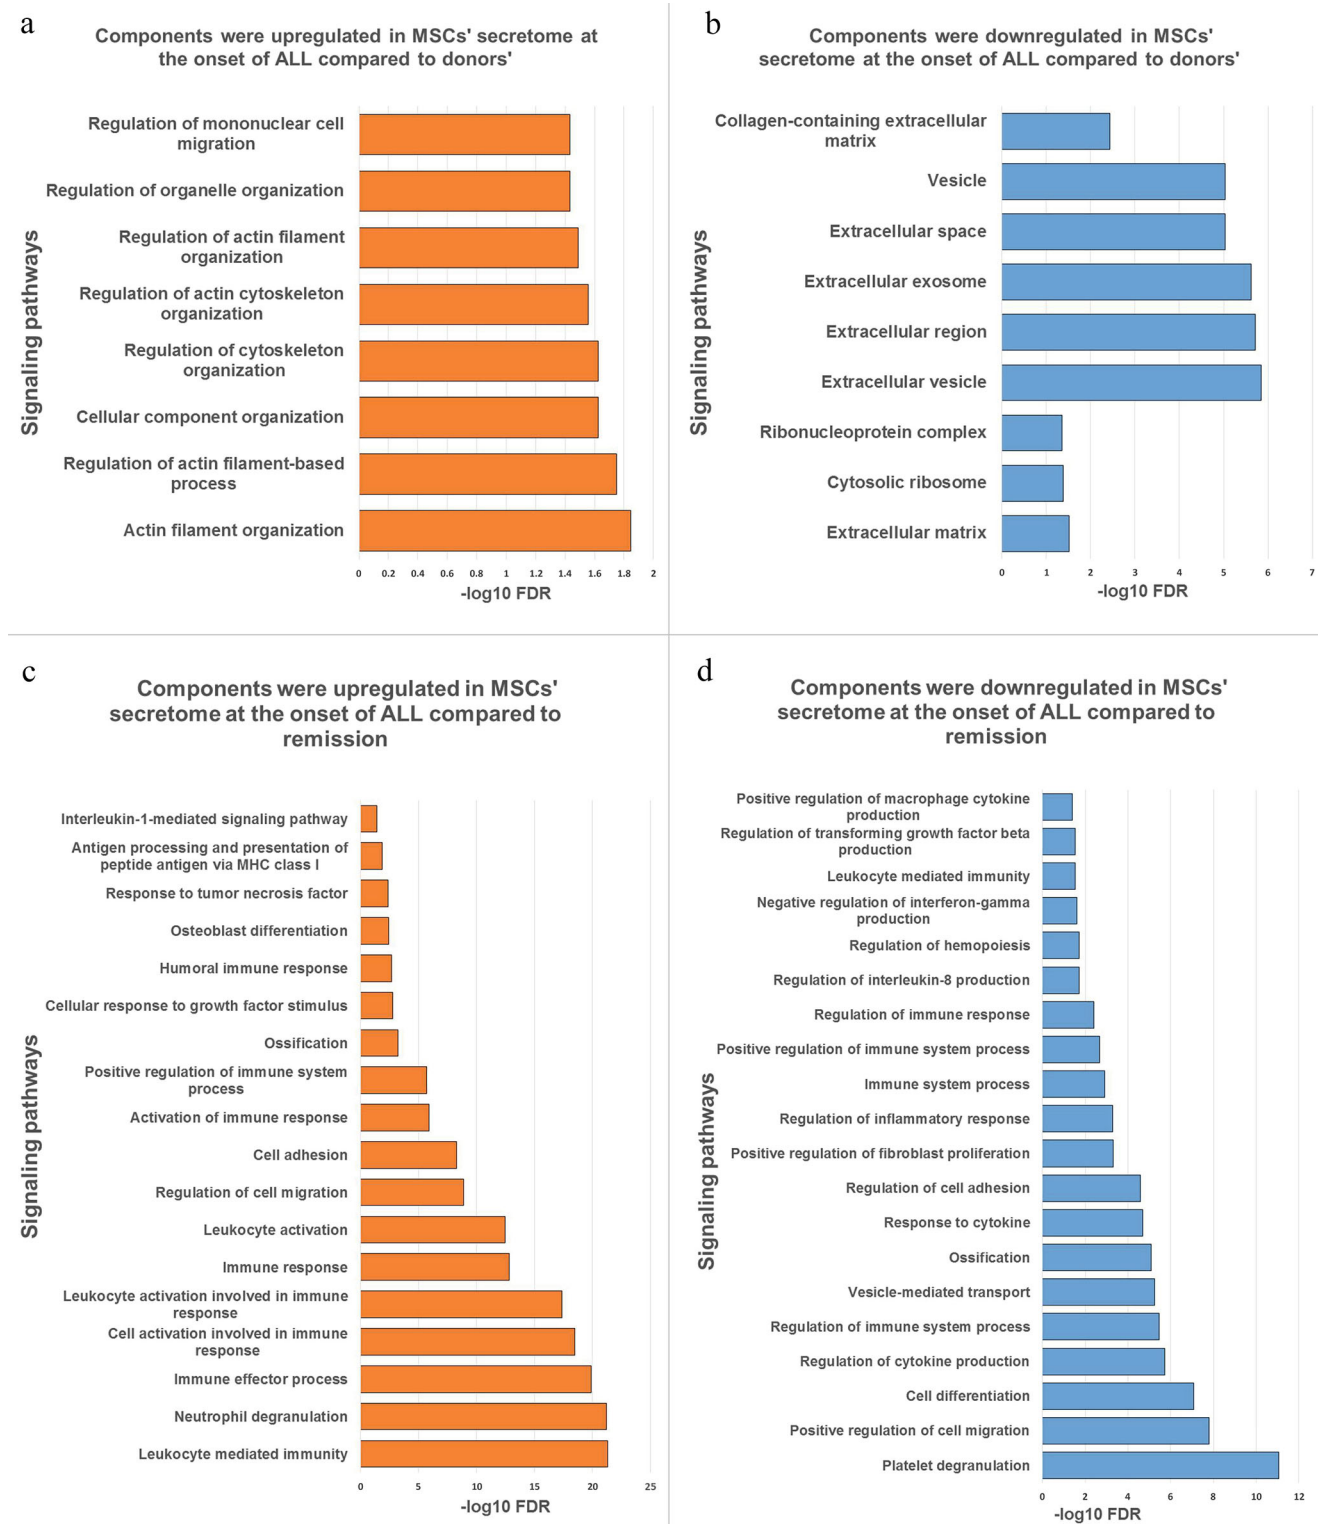 a
Components were upregulated in MSCs' secretome at
the onset of ALL compared to donors'
Signaling pathways
Regulation of mononuclear cell
migration
Regulation of organelle organization
Regulation of actin filament
organization
Regulation of actin cytoskeleton
organization
Regulation of cytoskeleton
organization
Cellular component organization
Regulation of actin filament-based
process
Actin filament organization
0 0.2 0.4 0.6 0.8 1 1.2 1.4 1.6 1.8 2
-log10 FDR
b
Components were downregulated in MSCs'
secretome at the onset of ALL compared to donors'
Signaling pathways
Collagen-containing extracellular
matrix
Vesicle
Extracellular space
Extracellular exosome
Extracellular region
Extracellular vesicle
Ribonucleoprotein complex
Cytosolic ribosome
Extracellular matrix
0 1 2 3 4 5 6 7
-log10 FDR
c
Components were upregulated in MSCs'
secretome at the onset of ALL compared to
remission
Signaling pathways
Interleukin-1-mediated signaling pathway
Antigen processing and presentation of
peptide antigen via MHC class I
Response to tumor necrosis factor
Osteoblast differentiation
Humoral immune response
Cellular response to growth factor stimulus
Ossification
Positive regulation of immune system
process
Activation of immune response
Cell adhesion
Regulation of cell migration
Leukocyte activation
Immune response
Leukocyte activation involved in immune
response
Cell activation involved in immune
response
Immune effector process
Neutrophil degranulation
Leukocyte mediated immunity
0 5 10 15 20 25
-log10 FDR
d
Components were downregulated in MSCs'
secretome at the onset of ALL compared to
remission
Signaling pathways
Positive regulation of macrophage cytokine
production
Regulation of transforming growth factor beta
production
Leukocyte mediated immunity
Negative regulation of interferon-gamma
production
Regulation of hemopoiesis
Regulation of interleukin-8 production
Regulation of immune response
Positive regulation of immune system process
Immune system process
Regulation of inflammatory response
Positive regulation of fibroblast proliferation
Regulation of cell adhesion
Response to cytokine
Ossification
Vesicle-mediated transport
Regulation of immune system process
Regulation of cytokine production
Cell differentiation
Positive regulation of cell migration
Platelet degranulation
0 2 4 6 8 10 12
-log10 FDR